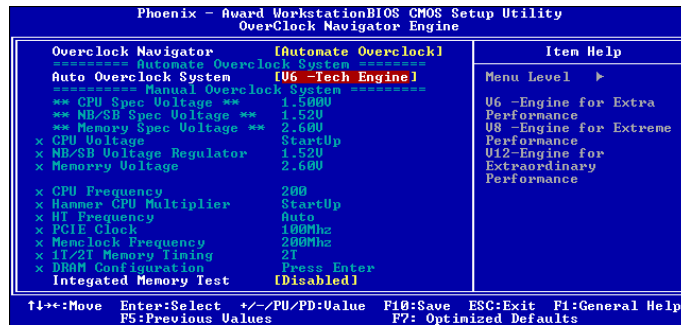 Phoenix - Award WorkstationBIOS CMOS Setup Utility
OverClock Navigator Engine
Overclock Navigator [Automate Overclock]
========= Automate Overclock System ========
Auto Overclock System [V6 -Tech Engine]
========== Manual Overclock System =========
** CPU Spec Voltage ** 1.500V
** NB/SB Spec Voltage ** 1.52V
** Memory Spec Voltage ** 2.60V
x CPU Voltage StartUp
x NB/SB Voltage Regulator 1.52V
x Memorry Voltage 2.60V
x CPU Frequency 200
x Hammer CPU Multiplier StartUp
x HT Frequency Auto
x PCIE Clock 100Mhz
x Memclock Frequency 200Mhz
x 1T/2T Memory Timing 2T
x DRAM Configuration Press Enter
Integated Memory Test [Disabled]
Item Help
Menu Level ▶
V6 -Engine for Extra
Performance
V8 -Engine for Extreme
Performance
V12-Engine for
Extraordinary
Performance
↑↓→←:Move Enter:Select +/-/PU/PD:Value F10:Save ESC:Exit F1:General Help
F5:Previous Values F7: Optimized Defaults